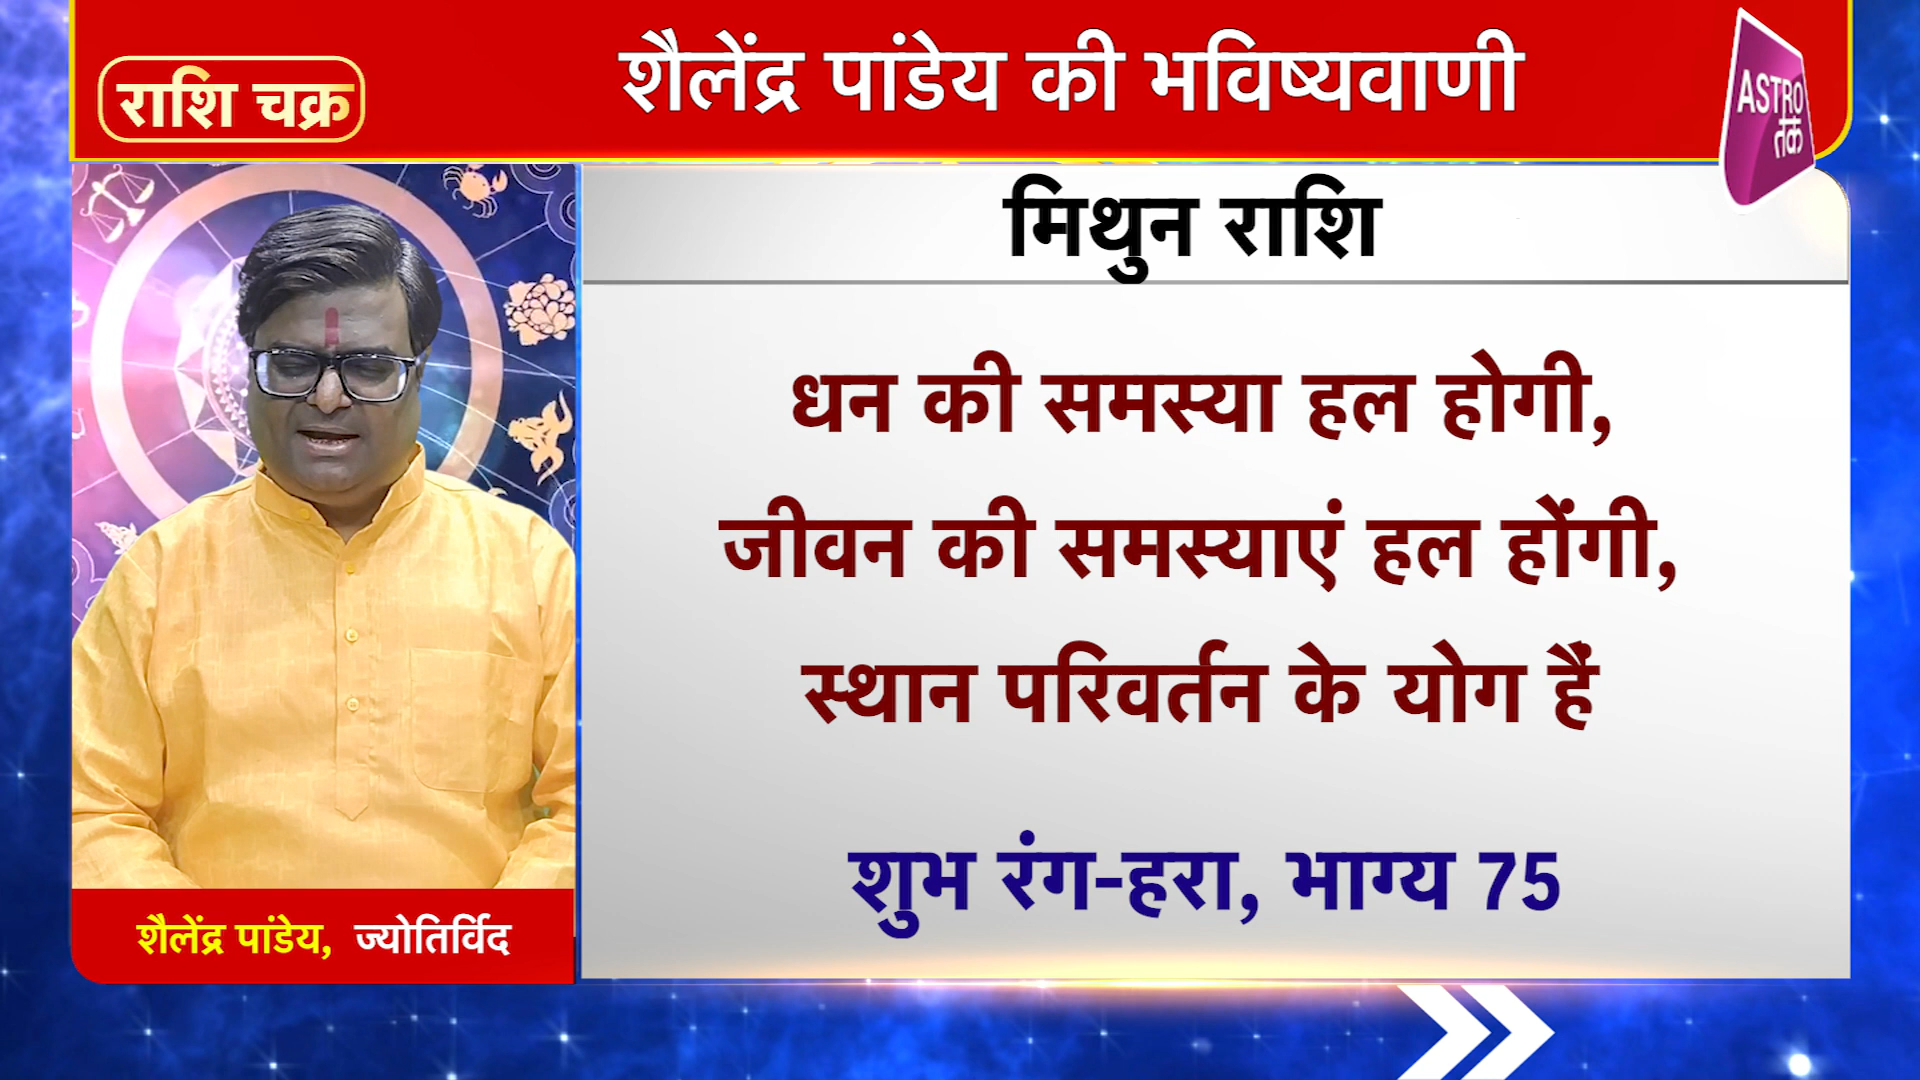 शैलेंद्र पांडेय की भविष्यवाणी
राशि चक्र
ASTRO
तक
मिथुन राशि
धन की समस्या हल होगी,
जीवन की समस्याएं हल होंगी,
स्थान परिवर्तन के योग हैं
शुभ रंग-हरा, भाग्य 75
शैलेंद्र पांडेय, ज्योतिर्विद